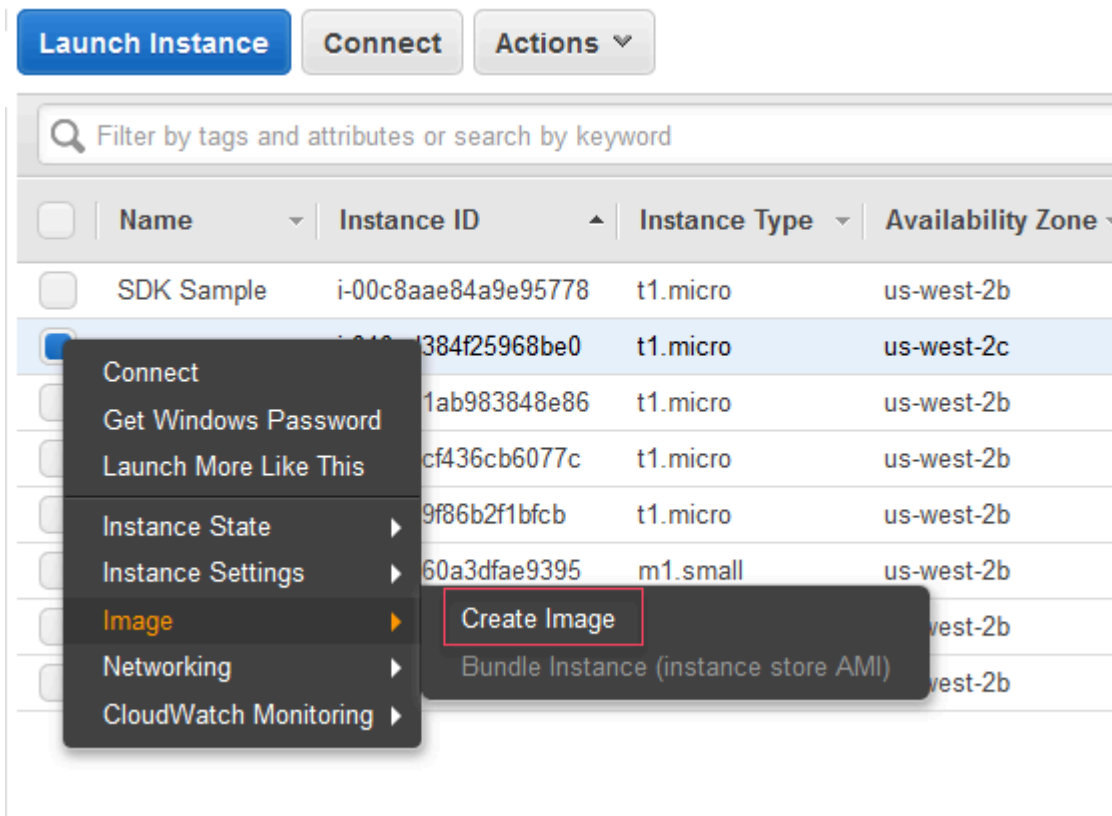 Launch Instance Connect Actions
Filter by tags and attributes or search by keyword
Name Instance ID Instance Type Availability Zone
SDK Sample i-00c8aae84a9e95778 t1.micro us-west-2b
384f25968be0 t1.micro us-west-2c
1ab983848e86 t1.micro us-west-2b
cf436cb6077c t1.micro us-west-2b
9f86b2f1bfcb t1.micro us-west-2b
60a3dfae9395 m1.small us-west-2b
vest-2b
vest-2b
Connect
Get Windows Password
Launch More Like This
Instance State
Instance Settings
Image
Networking
CloudWatch Monitoring
Create Image
Bundle Instance (instance store AMI)